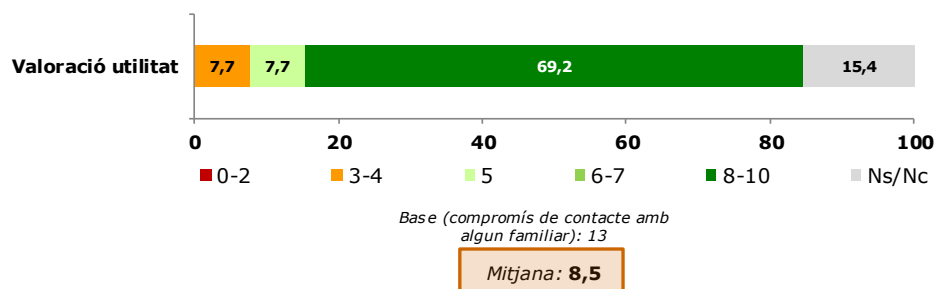 Valoració utilitat
7,7 7,7 69,2 15,4
0 20 40 60 80 100
0-2 3-4 5 6-7 8-10 Ns/Nc
Base (compromís de contacte amb
algun familiar): 13
Mitjana: 8,5